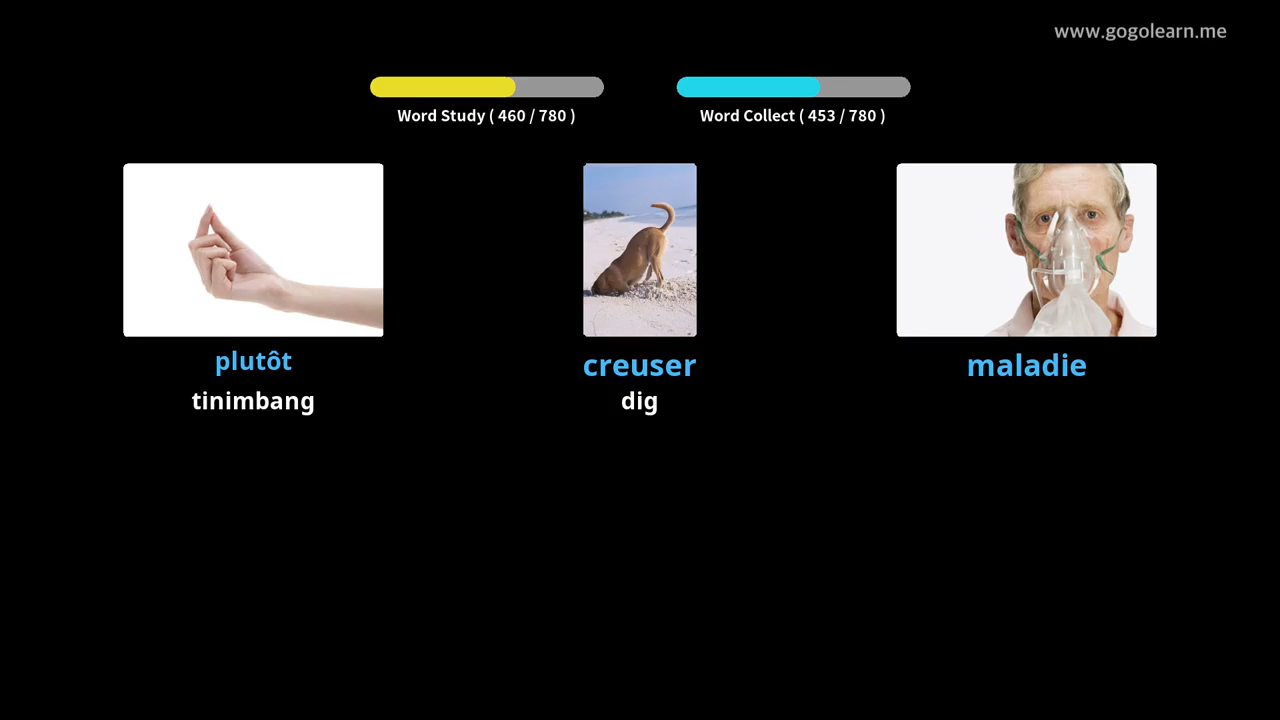 www.gogolearn.me
Word Study ( 460 / 780 )
Word Collect ( 453 / 780 )
plutôt
tinimbang
creuser
dig
maladie